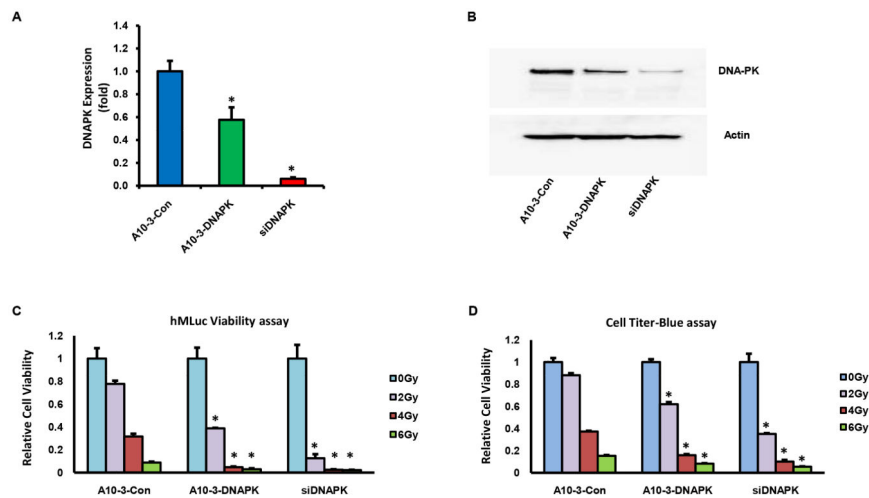 A
DNAPK Expression
(fold)
1.4
1.2
1.0
0.8
0.6
0.4
0.2
0.0
*
*
A10-3-Con
A10-3-DNAPK
siDNAPK
B
DNA-PK
Actin
A10-3-Con
A10-3-DNAPK
siDNAPK
C
hMLuc Viability assay
Relative Cell Viability
1.2
1
0.8
0.6
0.4
0.2
0
*
* *
*
* *
0Gy
2Gy
4Gy
6Gy
A10-3-Con
A10-3-DNAPK
siDNAPK
D
Cell Titer-Blue assay
Relative Cell Viability
1.2
1
0.8
0.6
0.4
0.2
0
*
* *
*
* *
0Gy
2Gy
4Gy
6Gy
A10-3-Con
A10-3-DNAPK
siDNAPK